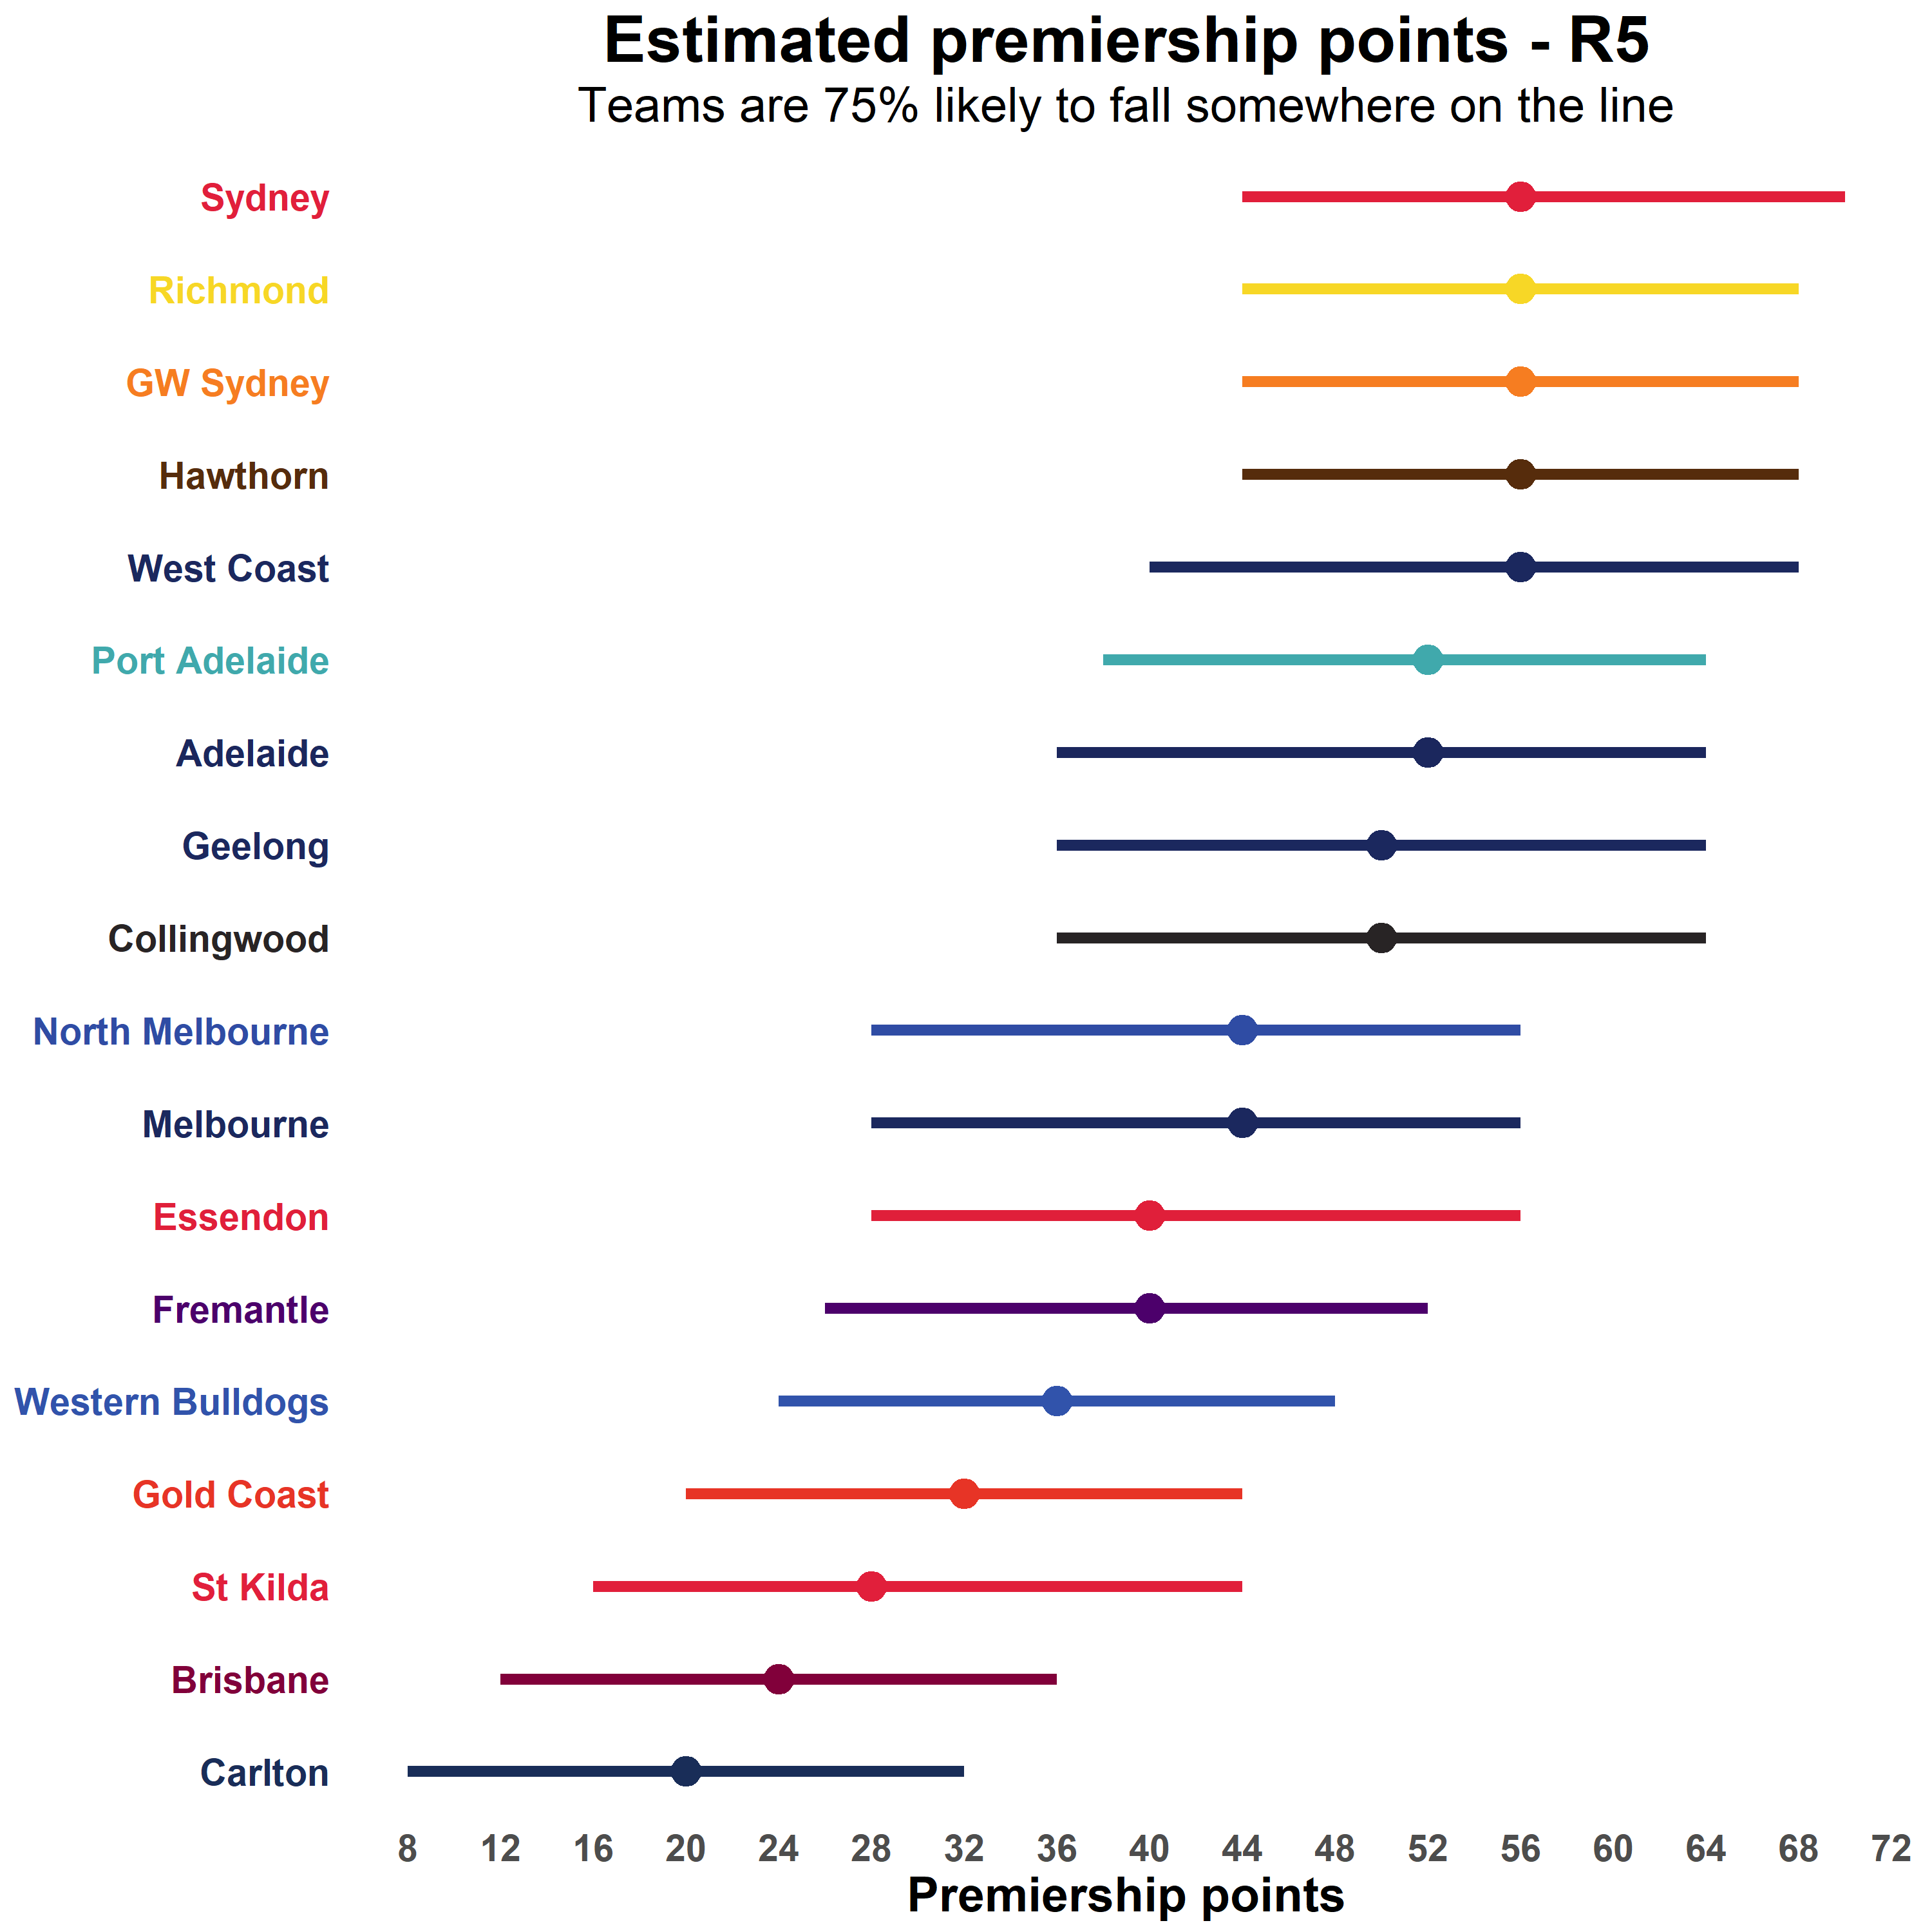 Estimated premiership points - R5
Teams are 75% likely to fall somewhere on the line
Sydney
Richmond
GW Sydney
Hawthorn
West Coast
Port Adelaide
Adelaide
Geelong
Collingwood
North Melbourne
Melbourne
Essendon
Fremantle
Western Bulldogs
Gold Coast
St Kilda
Brisbane
Carlton
8 12 16 20 24 28 32 36 40 44 48 52 56 60 64 68 72
Premiership points